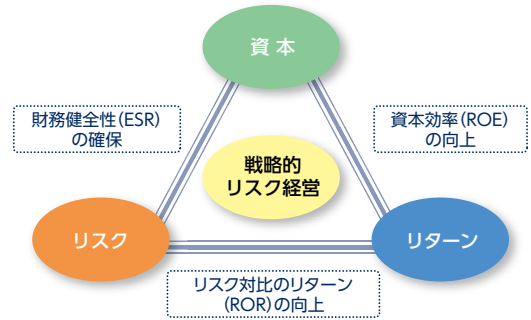 資本
財務健全性(ESR)
の確保
資本効率(ROE)
の向上
戦略的
リスク経営
リスク
リターン
リスク対比のリターン
(ROR)の向上